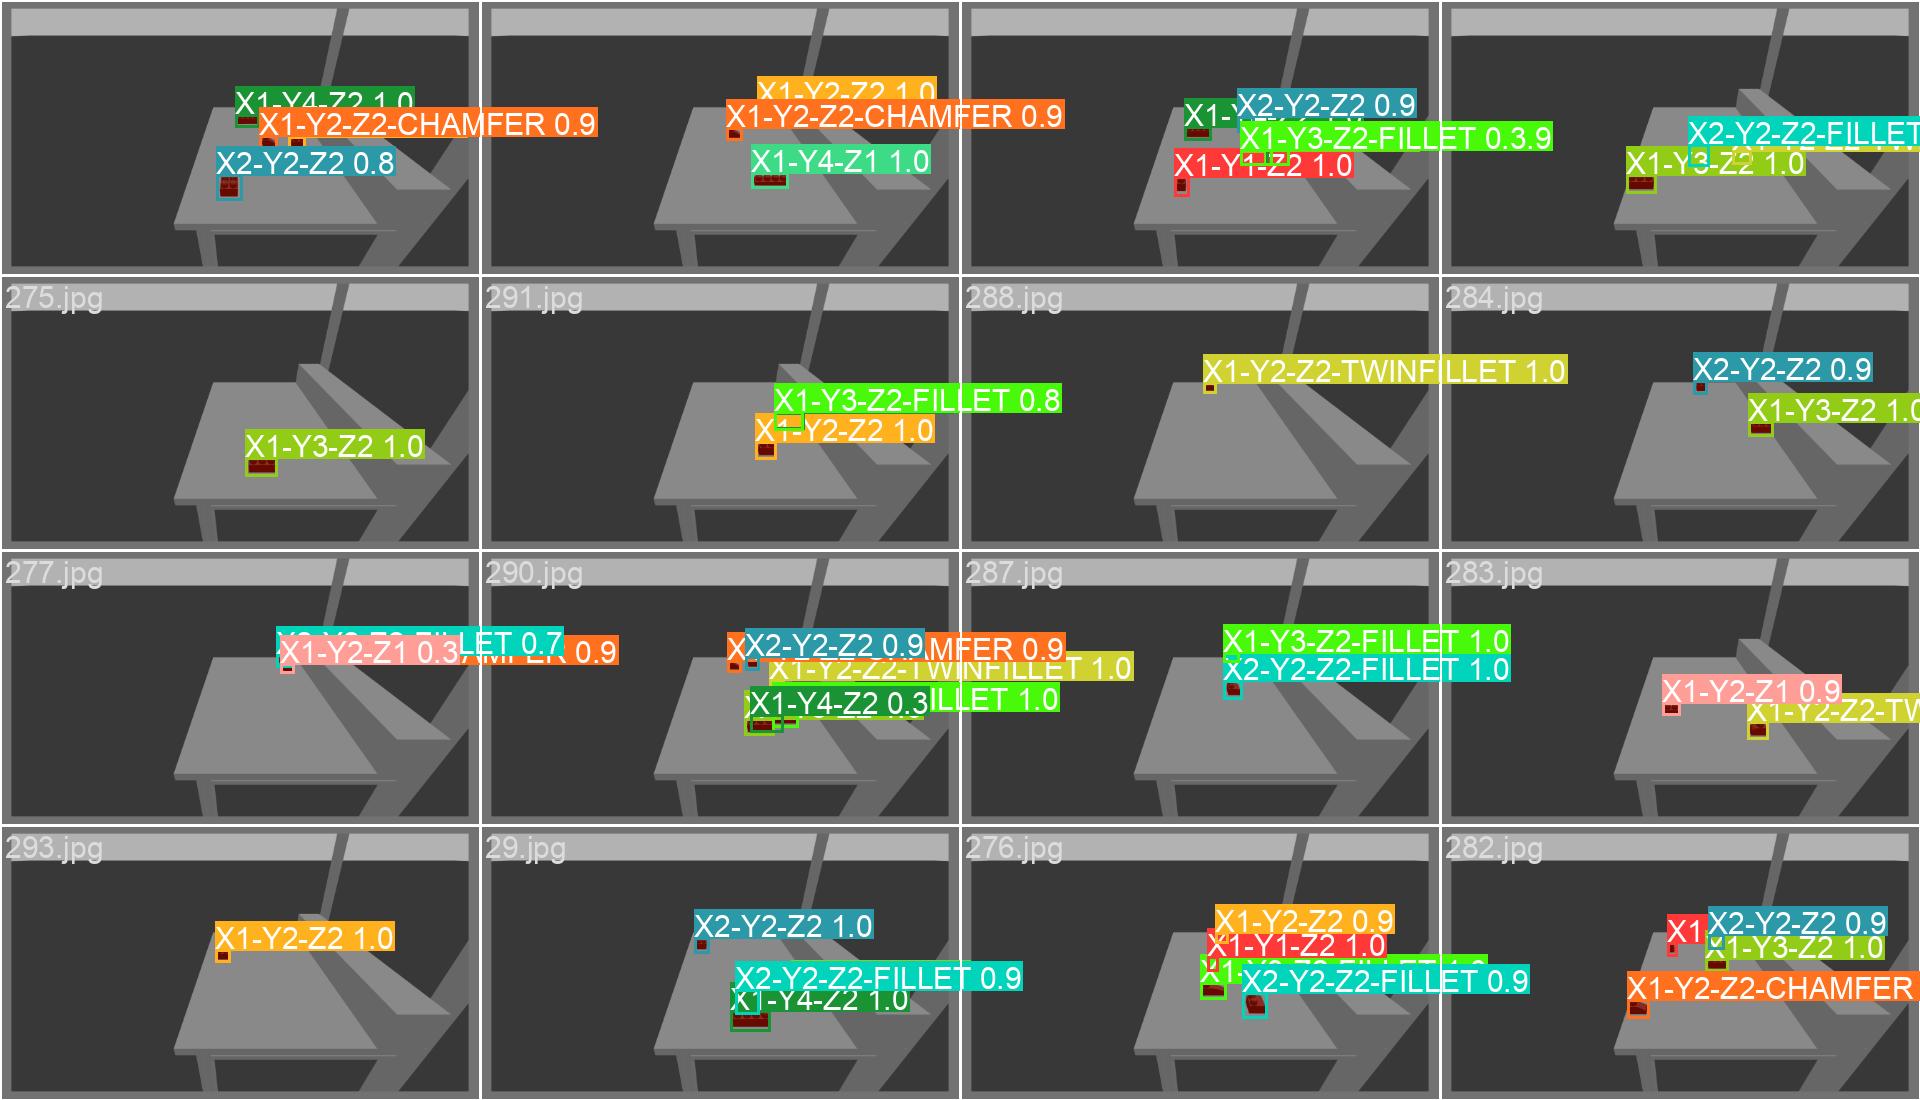 X1-Y4-Z2 1.0
X1-Y2-Z2-CHAMFER 0.9
X2-Y2-Z2 0.8
X1-Y2-Z2 1.0
X1-Y2-Z2-CHAMFER 0.9
X1-Y4-Z1 1.0
X2-Y2-Z2 0.9
X1-Y3-Z2-FILLET 0.3.9
X1-Y1-Z2 1.0
X2-Y2-Z2-FILLET
X1-Y3-Z2 1.0
275.jpg
X1-Y3-Z2 1.0
291.jpg
X1-Y3-Z2-FILLET 0.8
X1-Y2-Z2 1.0
288.jpg
X1-Y2-Z2-TWINFILLET 1.0
284.jpg
X2-Y2-Z2 0.9
X1-Y3-Z2 1.0
277.jpg
LET 0.7
X1-Y2-Z1 0.3
AMFER 0.9
290.jpg
X2-Y2-Z2 0.9
MFER 0.9
X1-Y2-Z2-TWINFILLET 1.0
X1-Y4-Z2 0.3
ILLET 1.0
287.jpg
X1-Y3-Z2-FILLET 1.0
X2-Y2-Z2-FILLET 1.0
283.jpg
X1-Y2-Z1 0.9
X1-Y2-Z2-TW
293.jpg
X1-Y2-Z2 1.0
29.jpg
X2-Y2-Z2 1.0
X2-Y2-Z2-FILLET 0.9
X1-Y4-Z2 1.0
276.jpg
X1-Y2-Z2 0.9
X1-Y1-Z2 1.0
X2-Y2-Z2-FILLET 0.9
282.jpg
X1
X2-Y2-Z2 0.9
X1-Y3-Z2 1.0
X1-Y2-Z2-CHAMFER